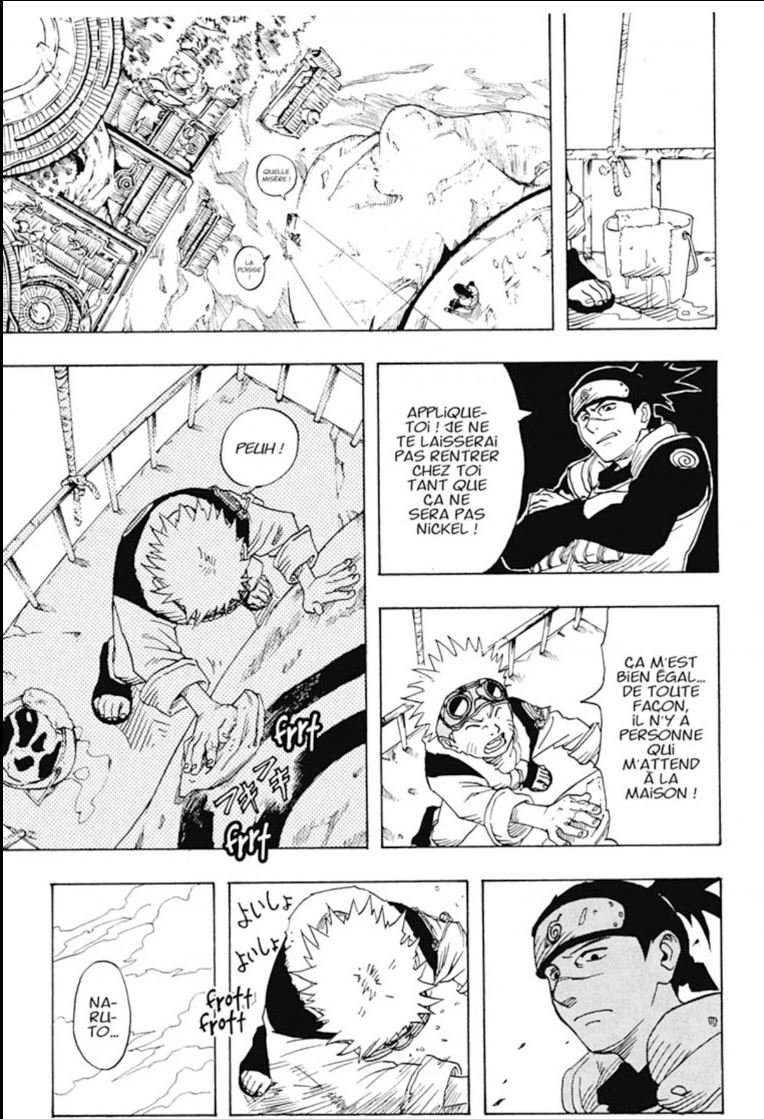 QUELLE
MISÈRE !
LA
POISSE
!
APPLIQUE-
TOI ! JE NE
TE LAISSERAI
PAS RENTRER
CHEZ TOI
TANT QUE
ÇA NE
SERA PAS
NICKEL !
PEUH !
frrt
フキフキ
frrt
ÇA M'EST
BIEN ÉGAL...
DE TOUTE
FAÇON,
IL N'Y A
PERSONNE
QUI
M'ATTEND
À LA
MAISON !
よいしょ
よいしょ
frott
frott
NA-
RU-
TO...